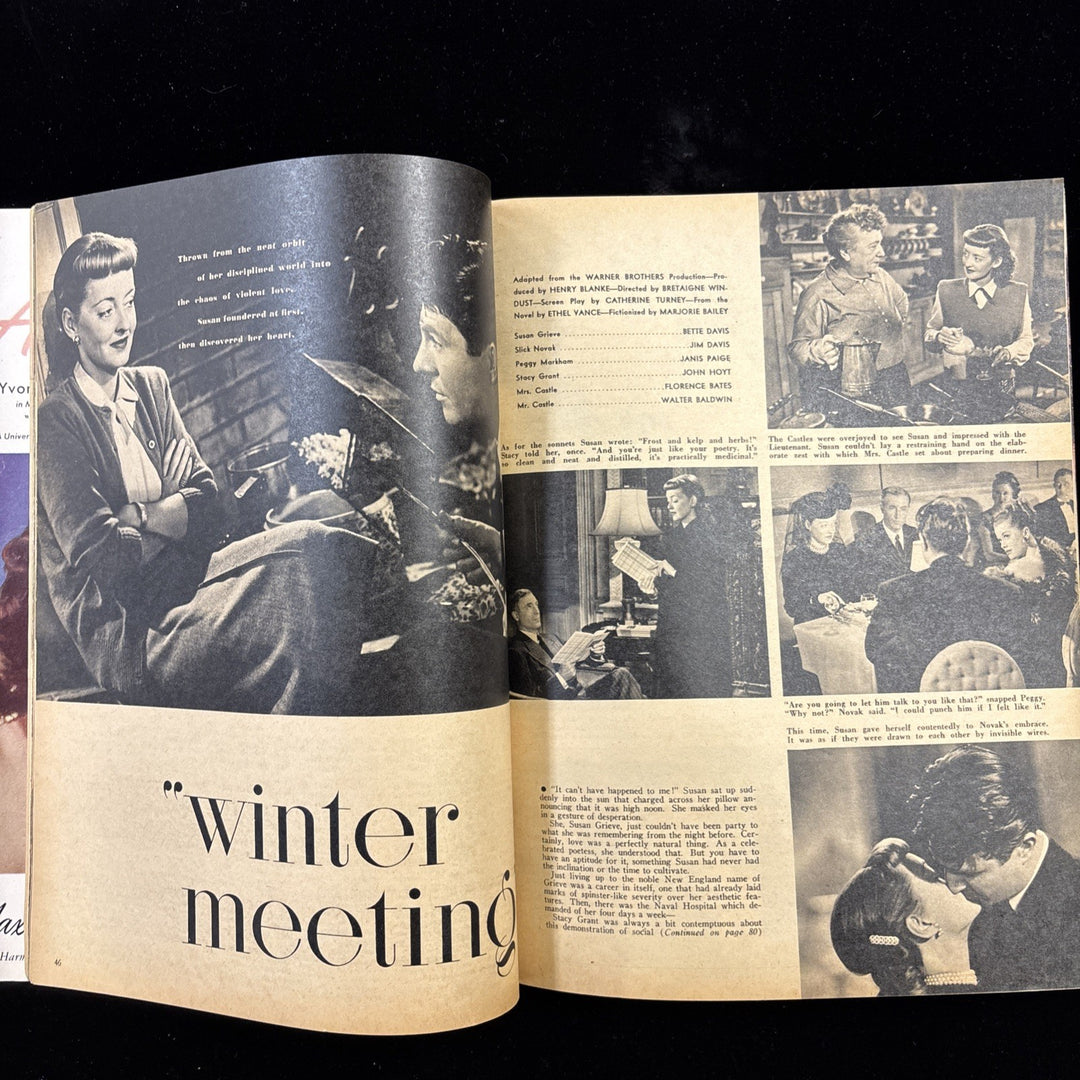 Yvon
in M
Univer
Max
Harm
Thrown from the neat orbit
of her disciplined world into
the chaos of violent love,
Susan foundered at first,
then discovered her heart.
"winter
meeting
46
Adapted from the WARNER BROTHERS Production—Pro-
duced by HENRY BLANKE—Directed by BRETAIGNE WIN-
DUST—Screen Play by CATHERINE TURNEY—From the
Novel by ETHEL VANCE—Fictionized by MARJORIE BAILEY
Susan Grieve..............................BETTE DAVIS
Slick Novak................................JIM DAVIS
Peggy Markham.........................JANIS PAIGE
Stacy Grant...............................JOHN HOYT
Mrs. Castle..........................FLORENCE BATES
Mr. Castle.........................WALTER BALDWIN
As for the sonnets Susan wrote: "Frost and kelp and herbs!"
Stacy told her, once. "And you're just like your poetry. It's
so clean and neat and distilled, it's practically medicinal."
The Castles were overjoyed to see Susan and impressed with the
Lieutenant. Susan couldn't lay a restraining hand on the elab-
orate zest with which Mrs. Castle set about preparing dinner.
"Are you going to let him talk to you like that?" snapped Peggy.
"Why not?" Novak said. "I could punch him if I felt like it."
This time, Susan gave herself contentedly to Novak's embrace.
It was as if they were drawn to each other by invisible wires.
● "It can't have happened to me!" Susan sat up sud-
denly into the sun that charged across her pillow an-
nouncing that it was high noon. She masked her eyes
in a gesture of desperation.
She, Susan Grieve, just couldn't have been party to
what she was remembering from the night before. Cer-
tainly, love was a perfectly natural thing. As a cele-
brated poetess, she understood that. But you have to
have an aptitude for it, something Susan had never had
the inclination or the time to cultivate.
Just living up to the noble New England name of
Grieve was a career in itself, one that had already laid
marks of spinster-like severity over her aesthetic fea-
tures. Then, there was the Naval Hospital which de-
manded of her four days a week—
Stacy Grant was always a bit contemptuous about
this demonstration of social (Continued on page 80)